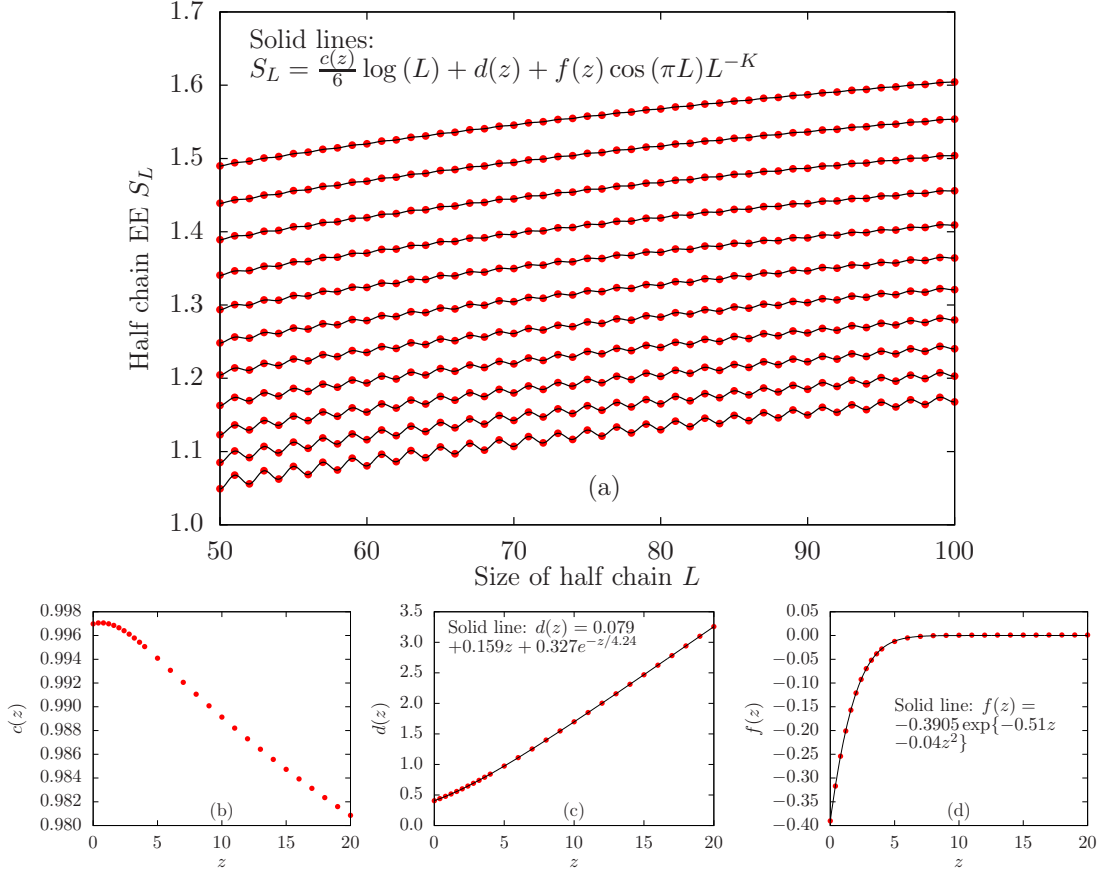 1.7
Solid lines:
S_L = \frac{c(z)}{6} log (L) + d(z) + f(z) cos (πL)L^{-K}
1.6
1.5
1.4
1.3
1.2
1.1
1.0
Half chain EE S_L
(a)
50 60 70 80 90 100
Size of half chain L
0.998
0.996
0.994
0.992
0.990
0.988
0.986
0.984
0.982
0.980
c(z)
(b)
0 5 10 15 20
z
3.5
3.0
2.5
2.0
1.5
1.0
0.5
0.0
d(z)
Solid line: d(z) = 0.079
+0.159z + 0.327e^{-z/4.24}
(c)
0 5 10 15 20
z
0.05
0.00
−0.05
−0.10
−0.15
−0.20
−0.25
−0.30
−0.35
−0.40
f(z)
Solid line: f(z) =
−0.3905 exp{−0.51z
−0.04z²}
(d)
0 5 10 15 20
z